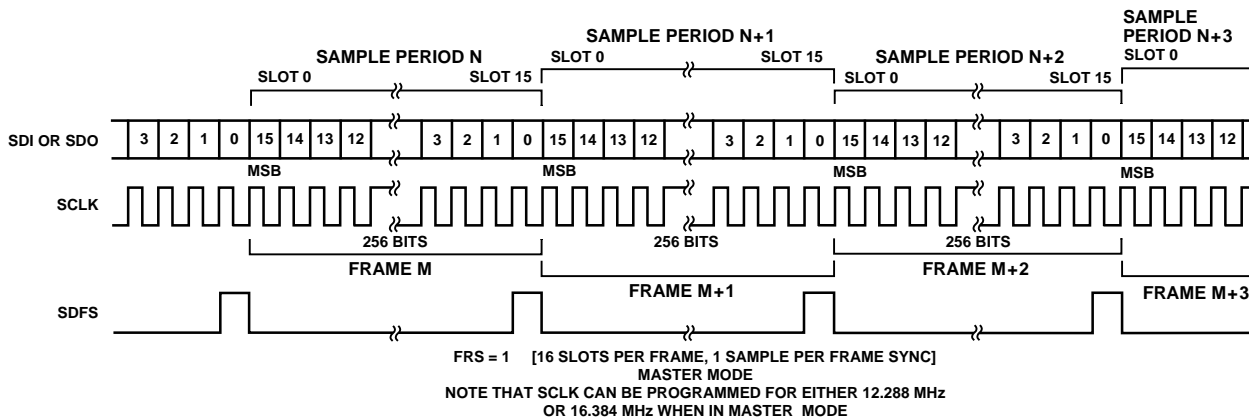 SAMPLE PERIOD N
SAMPLE PERIOD N+1
SAMPLE PERIOD N+2
SAMPLE
PERIOD N+3
SLOT 0 SLOT 15 SLOT 0 SLOT 15 SLOT 0 SLOT 15 SLOT 0
SDI OR SDO 3 2 1 0 15 14 13 12 3 2 1 0 15 14 13 12 3 2 1 0 15 14 13 12 3 2 1 0 15 14 13 12
MSB MSB MSB MSB
SCLK
256 BITS 256 BITS 256 BITS
FRAME M FRAME M+1 FRAME M+2 FRAME M+3
SDFS
FRS = 1 [16 SLOTS PER FRAME, 1 SAMPLE PER FRAME SYNC]
MASTER MODE
NOTE THAT SCLK CAN BE PROGRAMMED FOR EITHER 12.288 MHz
OR 16.384 MHz WHEN IN MASTER MODE